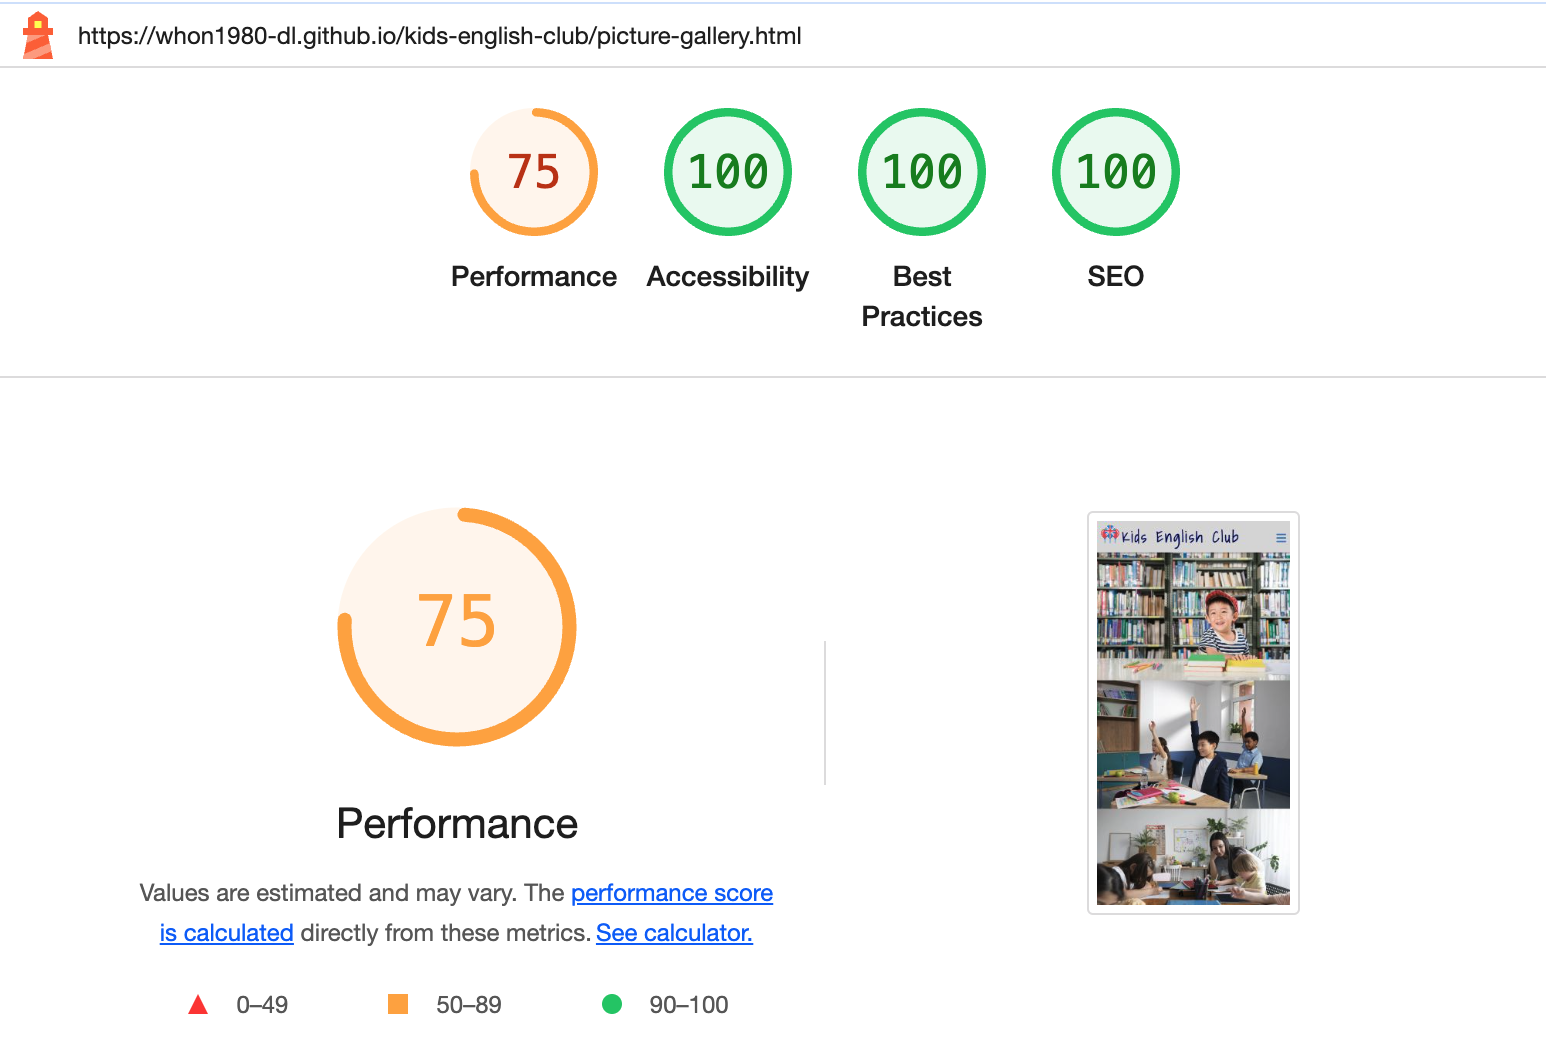 https://whon1980-dl.github.io/kids-english-club/picture-gallery.html
75
100
100
100
Performance
Accessibility
Best
Practices
SEO
75
Kids English Club
Performance
Values are estimated and may vary. The performance score
is calculated directly from these metrics. See calculator.
0–49
50–89
90–100